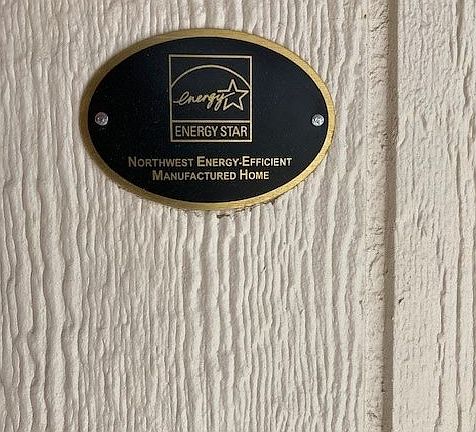 energy
ENERGY STAR
NORTHWEST ENERGY-EFFICIENT
MANUFACTURED HOME